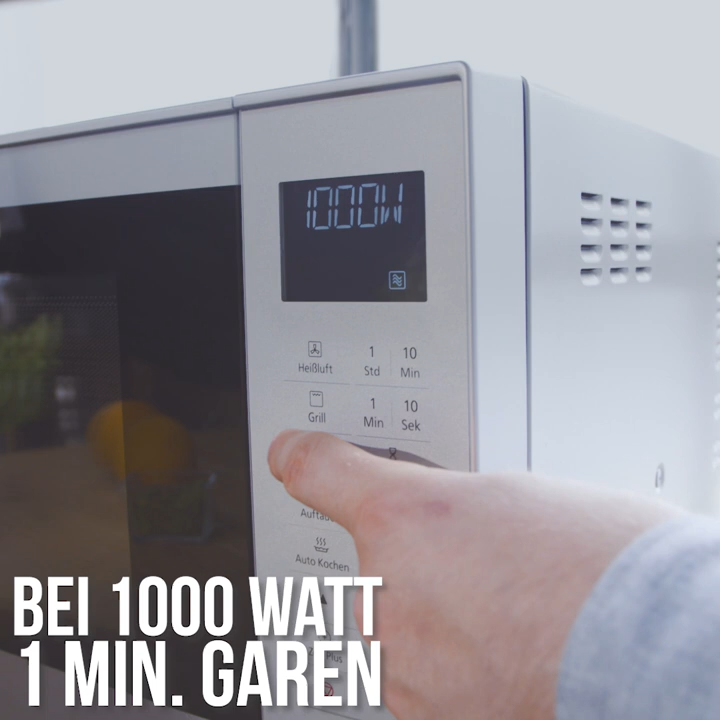 1000W
Heißluft
1 Std
10 Min
Grill
1 Min
10 Sek
Auto Kochen
BEI 1000 WATT
1 MIN. GAREN